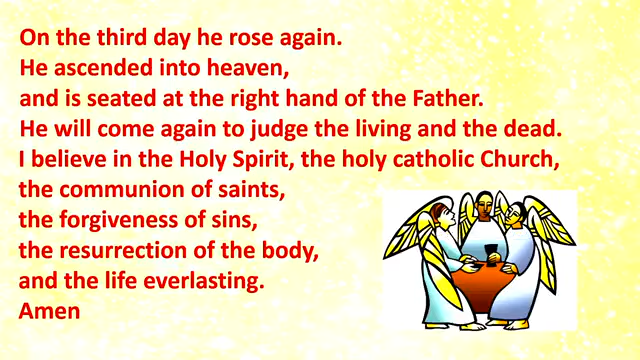 On the third day he rose again.
He ascended into heaven,
and is seated at the right hand of the Father.
He will come again to judge the living and the dead.
I believe in the Holy Spirit, the holy catholic Church,
the communion of saints,
the forgiveness of sins,
the resurrection of the body,
and the life everlasting.
Amen